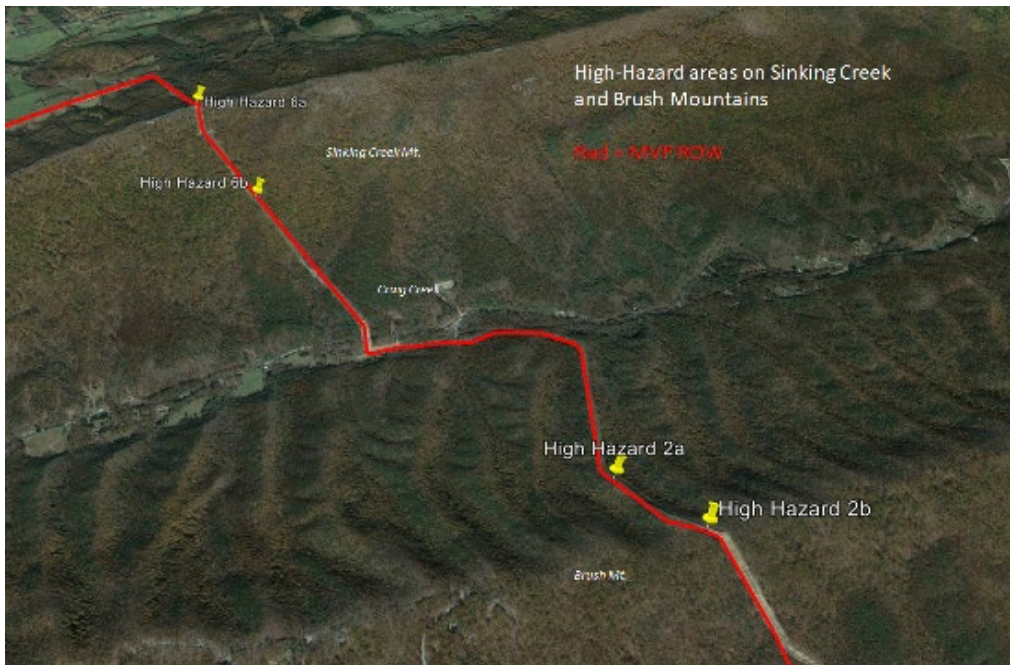 High-Hazard areas on Sinking Creek
and Brush Mountains
Red = MVP ROW
High Hazard 6a
Sinking Creek Mt.
High Hazard 6b
Craig Creek
High Hazard 2a
High Hazard 2b
Brush Mt.